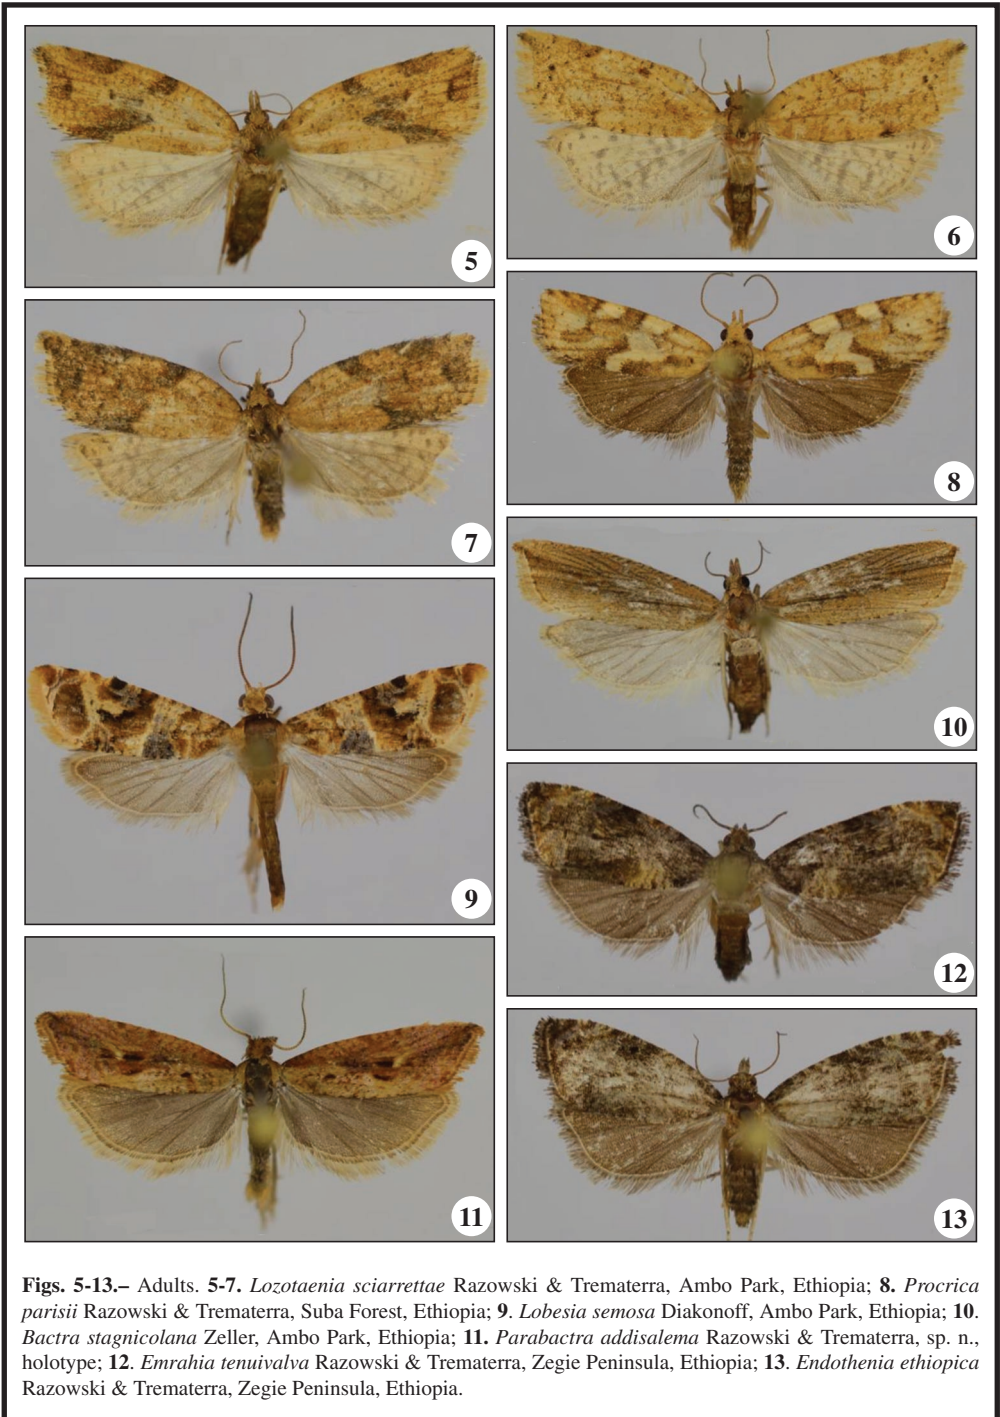 5
6
7
8
9
10
11
12
13
Figs. 5-13.– Adults. 5-7. Lozotaenia sciarrettae Razowski & Trematerra, Ambo Park, Ethiopia; 8. Procrica
parisii Razowski & Trematerra, Suba Forest, Ethiopia; 9. Lobesia semosa Diakonoff, Ambo Park, Ethiopia; 10.
Bactra stagnicolana Zeller, Ambo Park, Ethiopia; 11. Parabactra addisalema Razowski & Trematerra, sp. n.,
holotype; 12. Emrahia tenuivalva Razowski & Trematerra, Zegie Peninsula, Ethiopia; 13. Endothenia ethiopica
Razowski & Trematerra, Zegie Peninsula, Ethiopia.